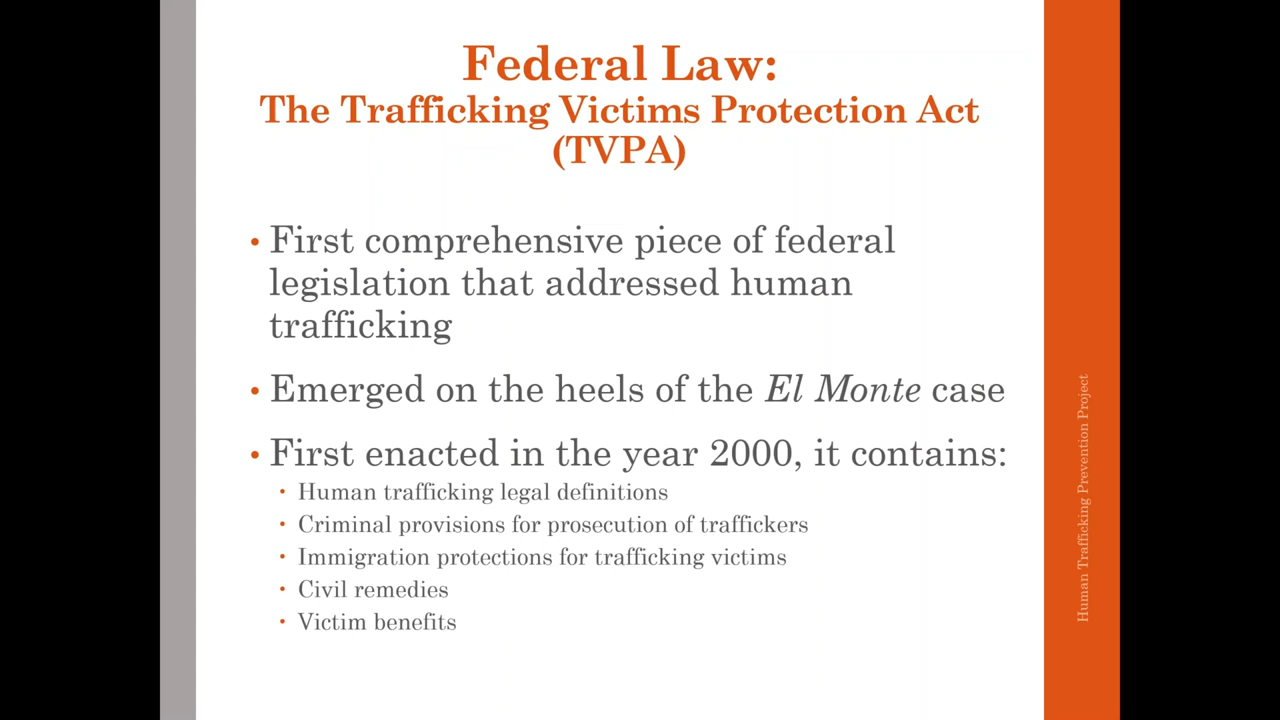 Federal Law:
The Trafficking Victims Protection Act
(TVPA)
• First comprehensive piece of federal
legislation that addressed human
trafficking
• Emerged on the heels of the El Monte case
• First enacted in the year 2000, it contains:
• Human trafficking legal definitions
• Criminal provisions for prosecution of traffickers
• Immigration protections for trafficking victims
• Civil remedies
• Victim benefits
Human Trafficking Prevention Project